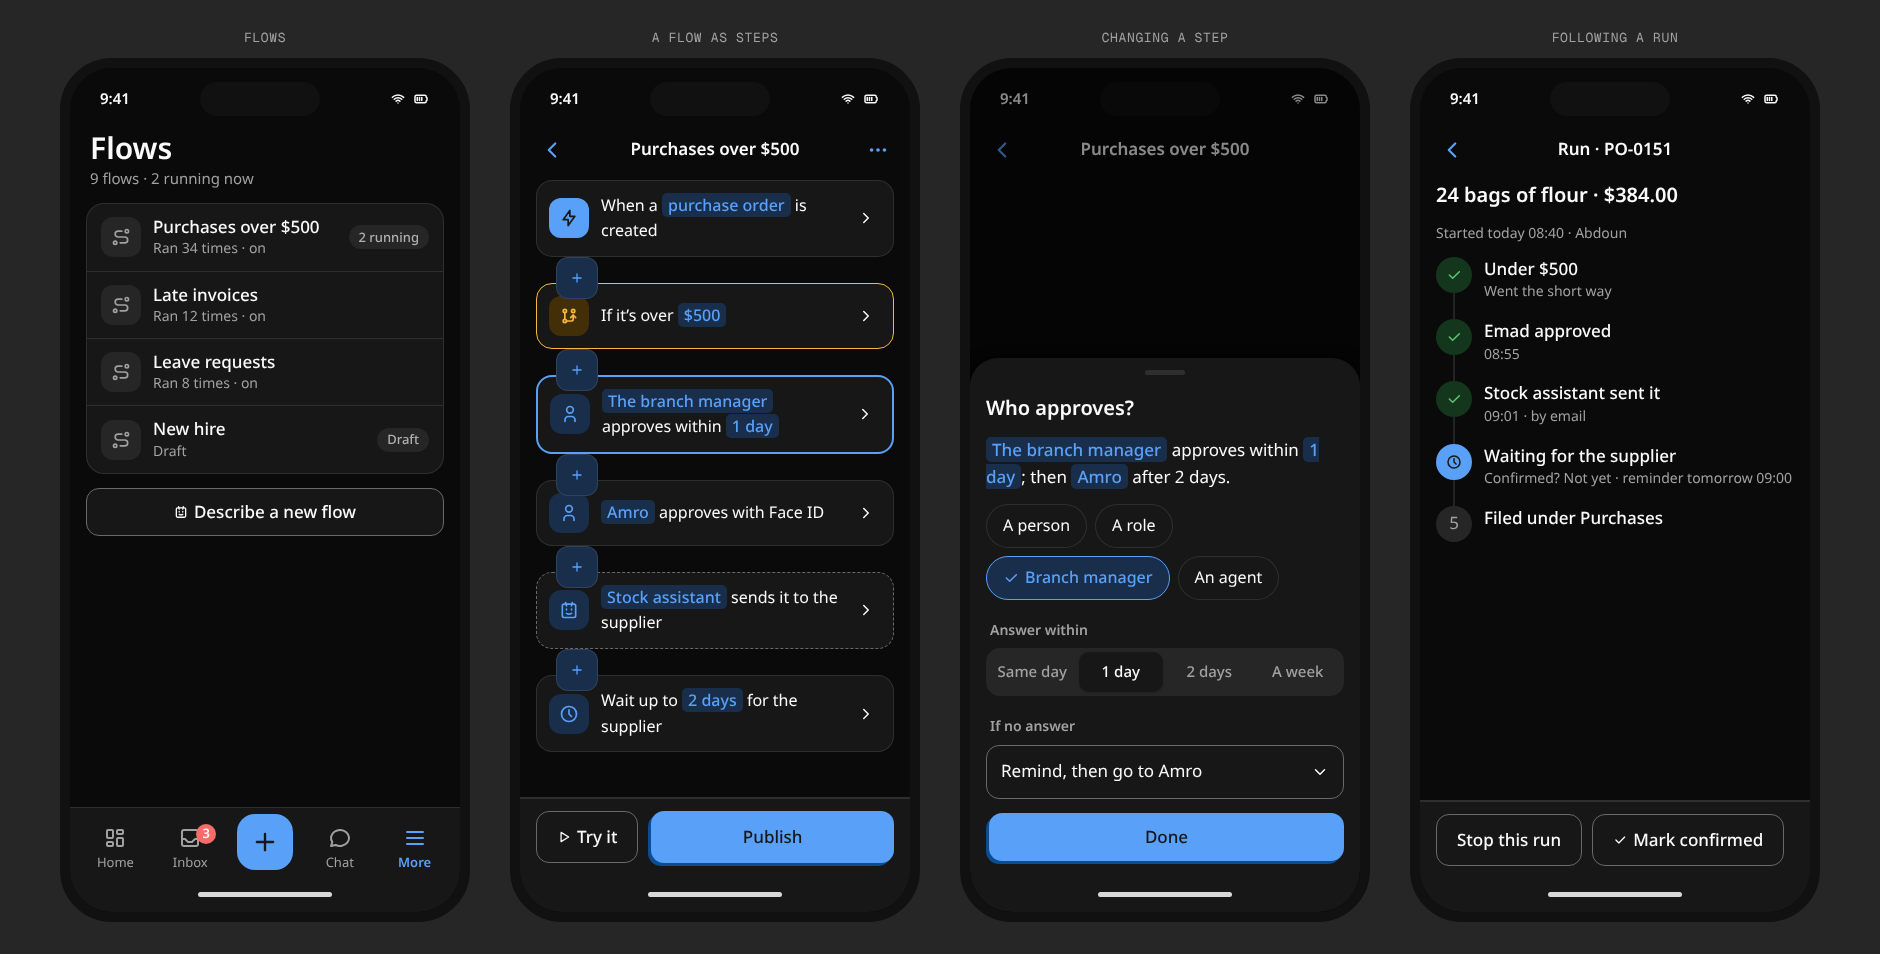 FLOWS
9:41
Flows
9 flows · 2 running now
Purchases over $500
Ran 34 times · on
2 running
Late invoices
Ran 12 times · on
Leave requests
Ran 8 times · on
New hire
Draft
Draft
Describe a new flow
Home
Inbox
3
Chat
More
A FLOW AS STEPS
9:41
Purchases over $500
When a purchase order is
created
If it’s over $500
The branch manager
approves within 1 day
Amro approves with Face ID
Stock assistant sends it to the
supplier
Wait up to 2 days for the
supplier
Try it
Publish
CHANGING A STEP
9:41
Purchases over $500
Who approves?
The branch manager approves within 1
day; then Amro after 2 days.
A person
A role
Branch manager
An agent
Answer within
Same day
1 day
2 days
A week
If no answer
Remind, then go to Amro
Done
FOLLOWING A RUN
9:41
Run · PO-0151
24 bags of flour · $384.00
Started today 08:40 · Abdoun
Under $500
Went the short way
Emad approved
08:55
Stock assistant sent it
09:01 · by email
Waiting for the supplier
Confirmed? Not yet · reminder tomorrow 09:00
5
Filed under Purchases
Stop this run
Mark confirmed